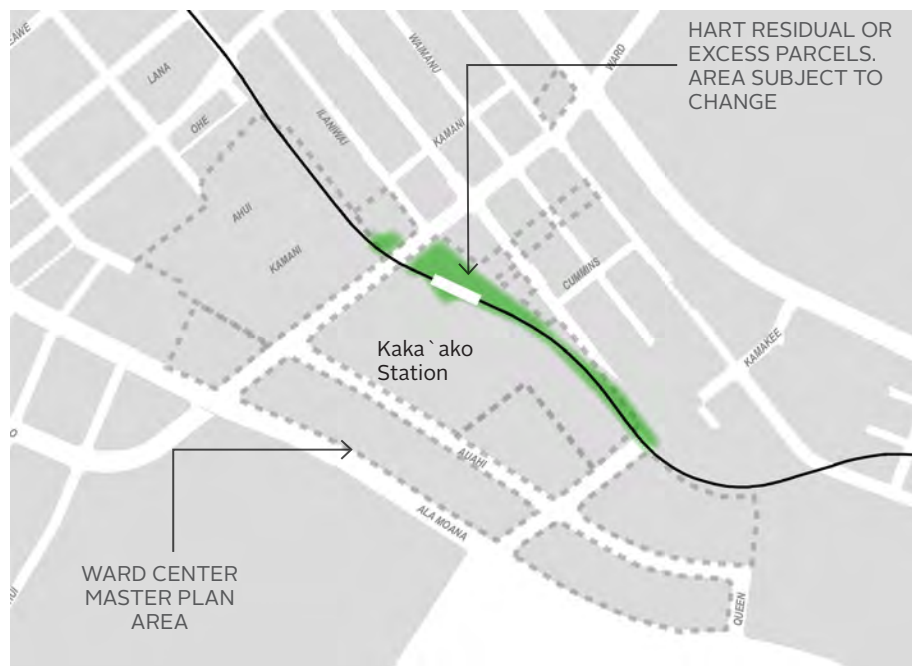 HART RESIDUAL OR
EXCESS PARCELS.
AREA SUBJECT TO
CHANGE
WARD
WAIMANU
LANA
OHE
ILANIWAI
KAMANI
AHUI
KAMANI
CUMMINS
KAMAKEE
Kaka`ako
Station
AUAHI
ALA MOANA
WARD CENTER
MASTER PLAN
AREA
QUEEN